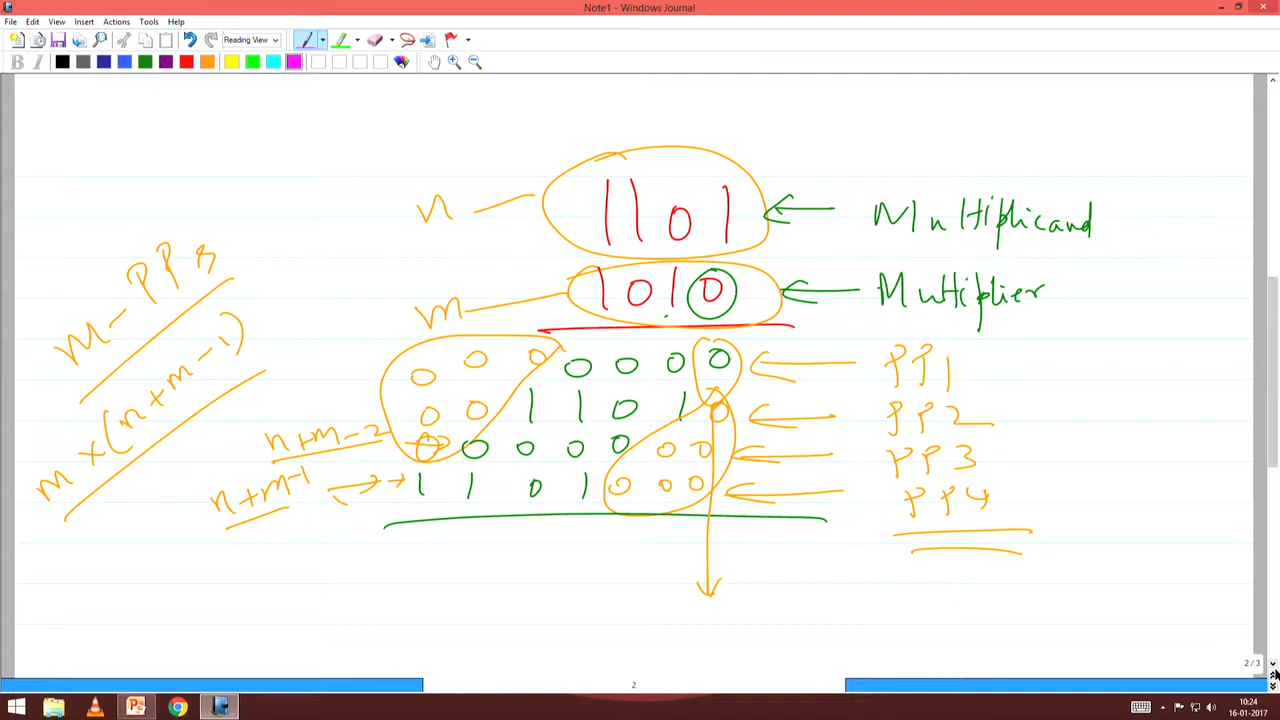 Note1 - Windows Journal
File Edit View Insert Actions Tools Help
Reading View
B I
n 1101 Multiplicand
m 1010 Multiplier
m - PPs
m × (n+m-1)
0 0 0 0 0 0 0 PP1
0 0 1 1 0 1 0 PP2
n+m-2 0 0 0 0 0 0 0 PP3
n+m-1 1 1 0 1 0 0 0 PP4
2 / 3
2
10:24
16-01-2017